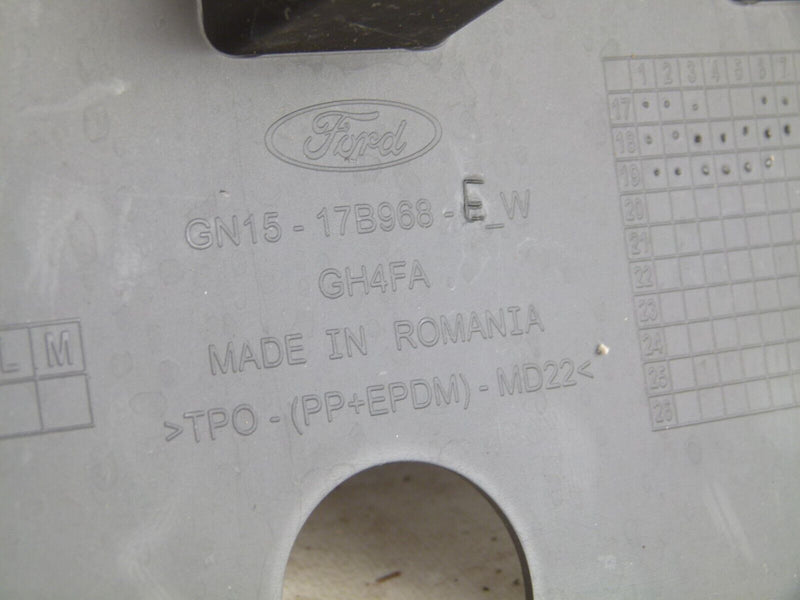 Ford
GN15 - 17B968 - E_W
GH4FA
MADE IN ROMANIA
>TPO - (PP+EPDM) - MD22<
L M
1 2 3 4 5 6 7
17
18
19
20
21
22
23
24
25
26